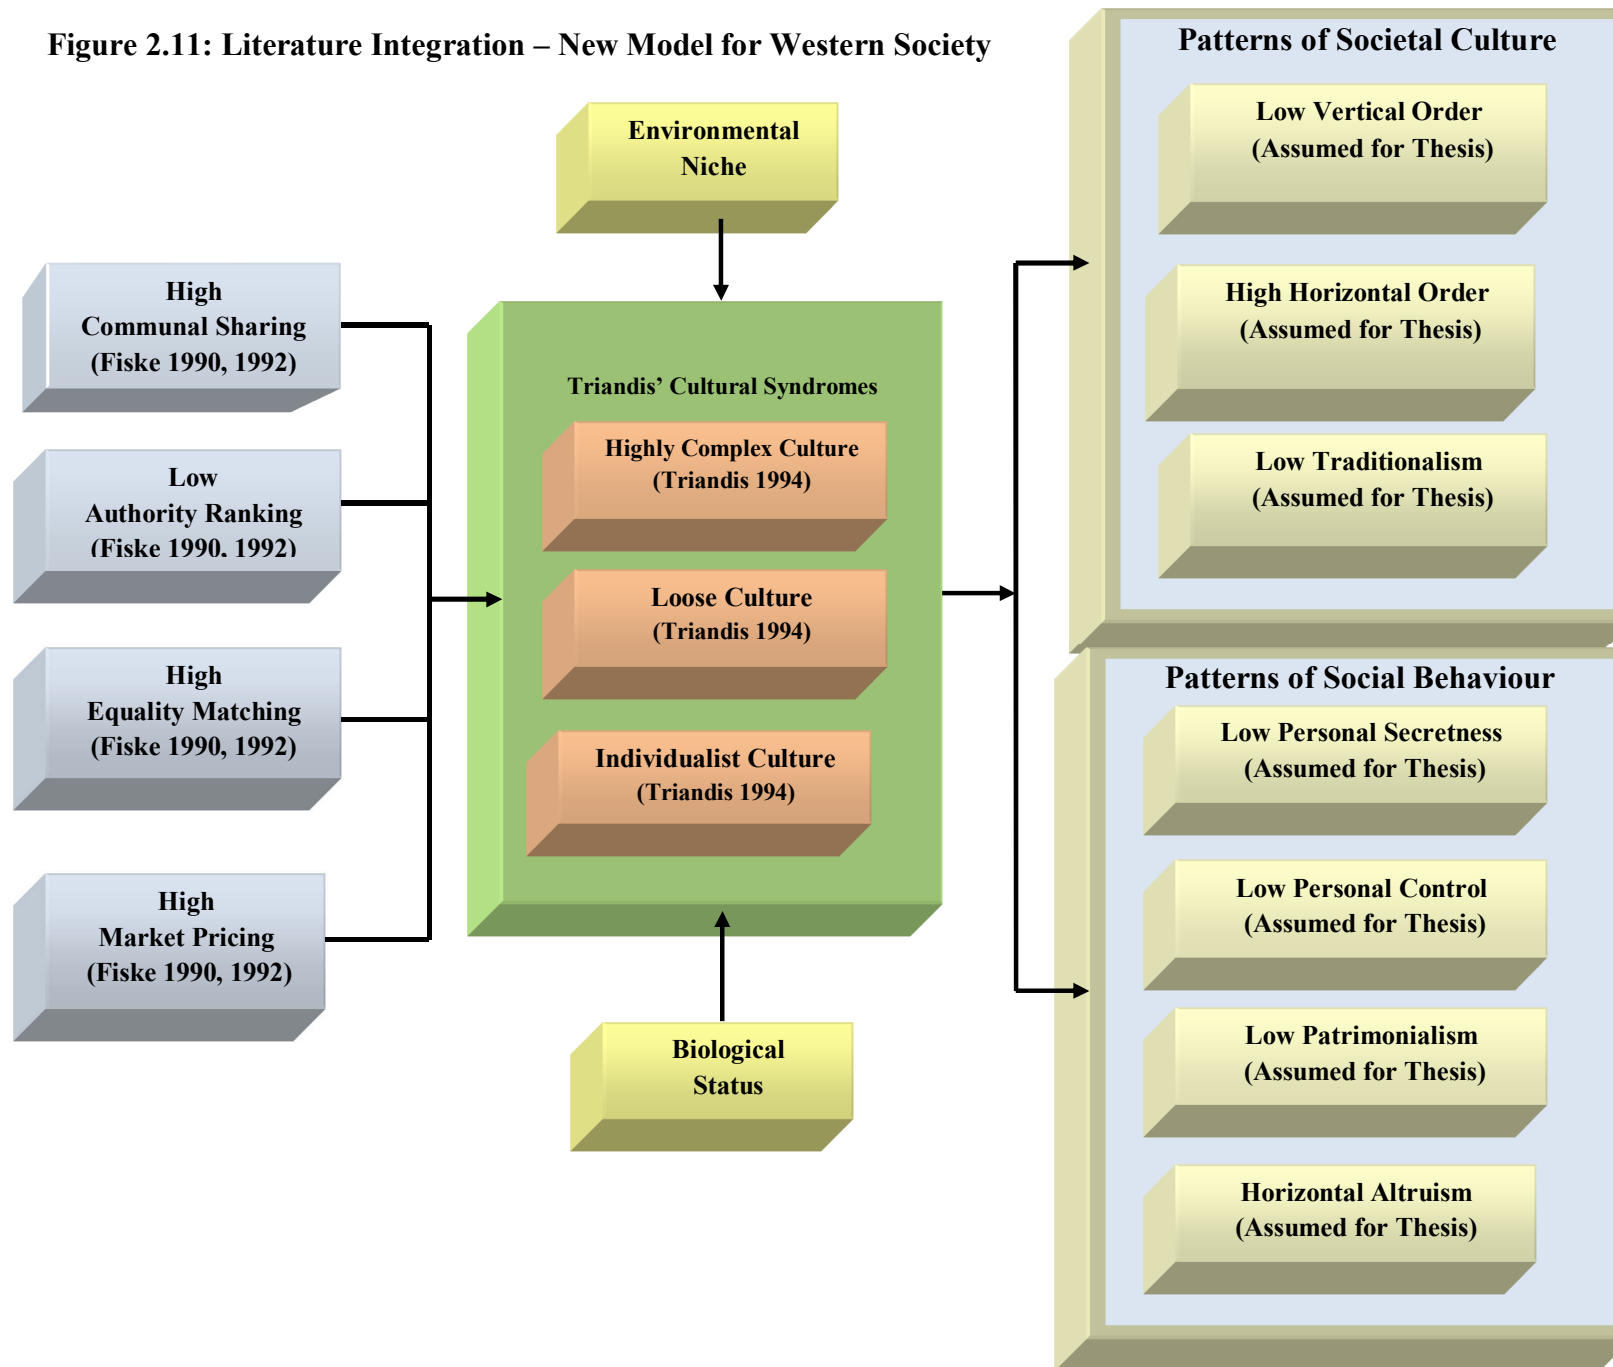 Figure 2.11: Literature Integration – New Model for Western Society
Environmental
Niche
High
Communal Sharing
(Fiske 1990, 1992)
Low
Authority Ranking
(Fiske 1990, 1992)
High
Equality Matching
(Fiske 1990, 1992)
High
Market Pricing
(Fiske 1990, 1992)
Triandis’ Cultural Syndromes
Highly Complex Culture
(Triandis 1994)
Loose Culture
(Triandis 1994)
Individualist Culture
(Triandis 1994)
Biological
Status
Patterns of Societal Culture
Low Vertical Order
(Assumed for Thesis)
High Horizontal Order
(Assumed for Thesis)
Low Traditionalism
(Assumed for Thesis)
Patterns of Social Behaviour
Low Personal Secretness
(Assumed for Thesis)
Low Personal Control
(Assumed for Thesis)
Low Patrimonialism
(Assumed for Thesis)
Horizontal Altruism
(Assumed for Thesis)